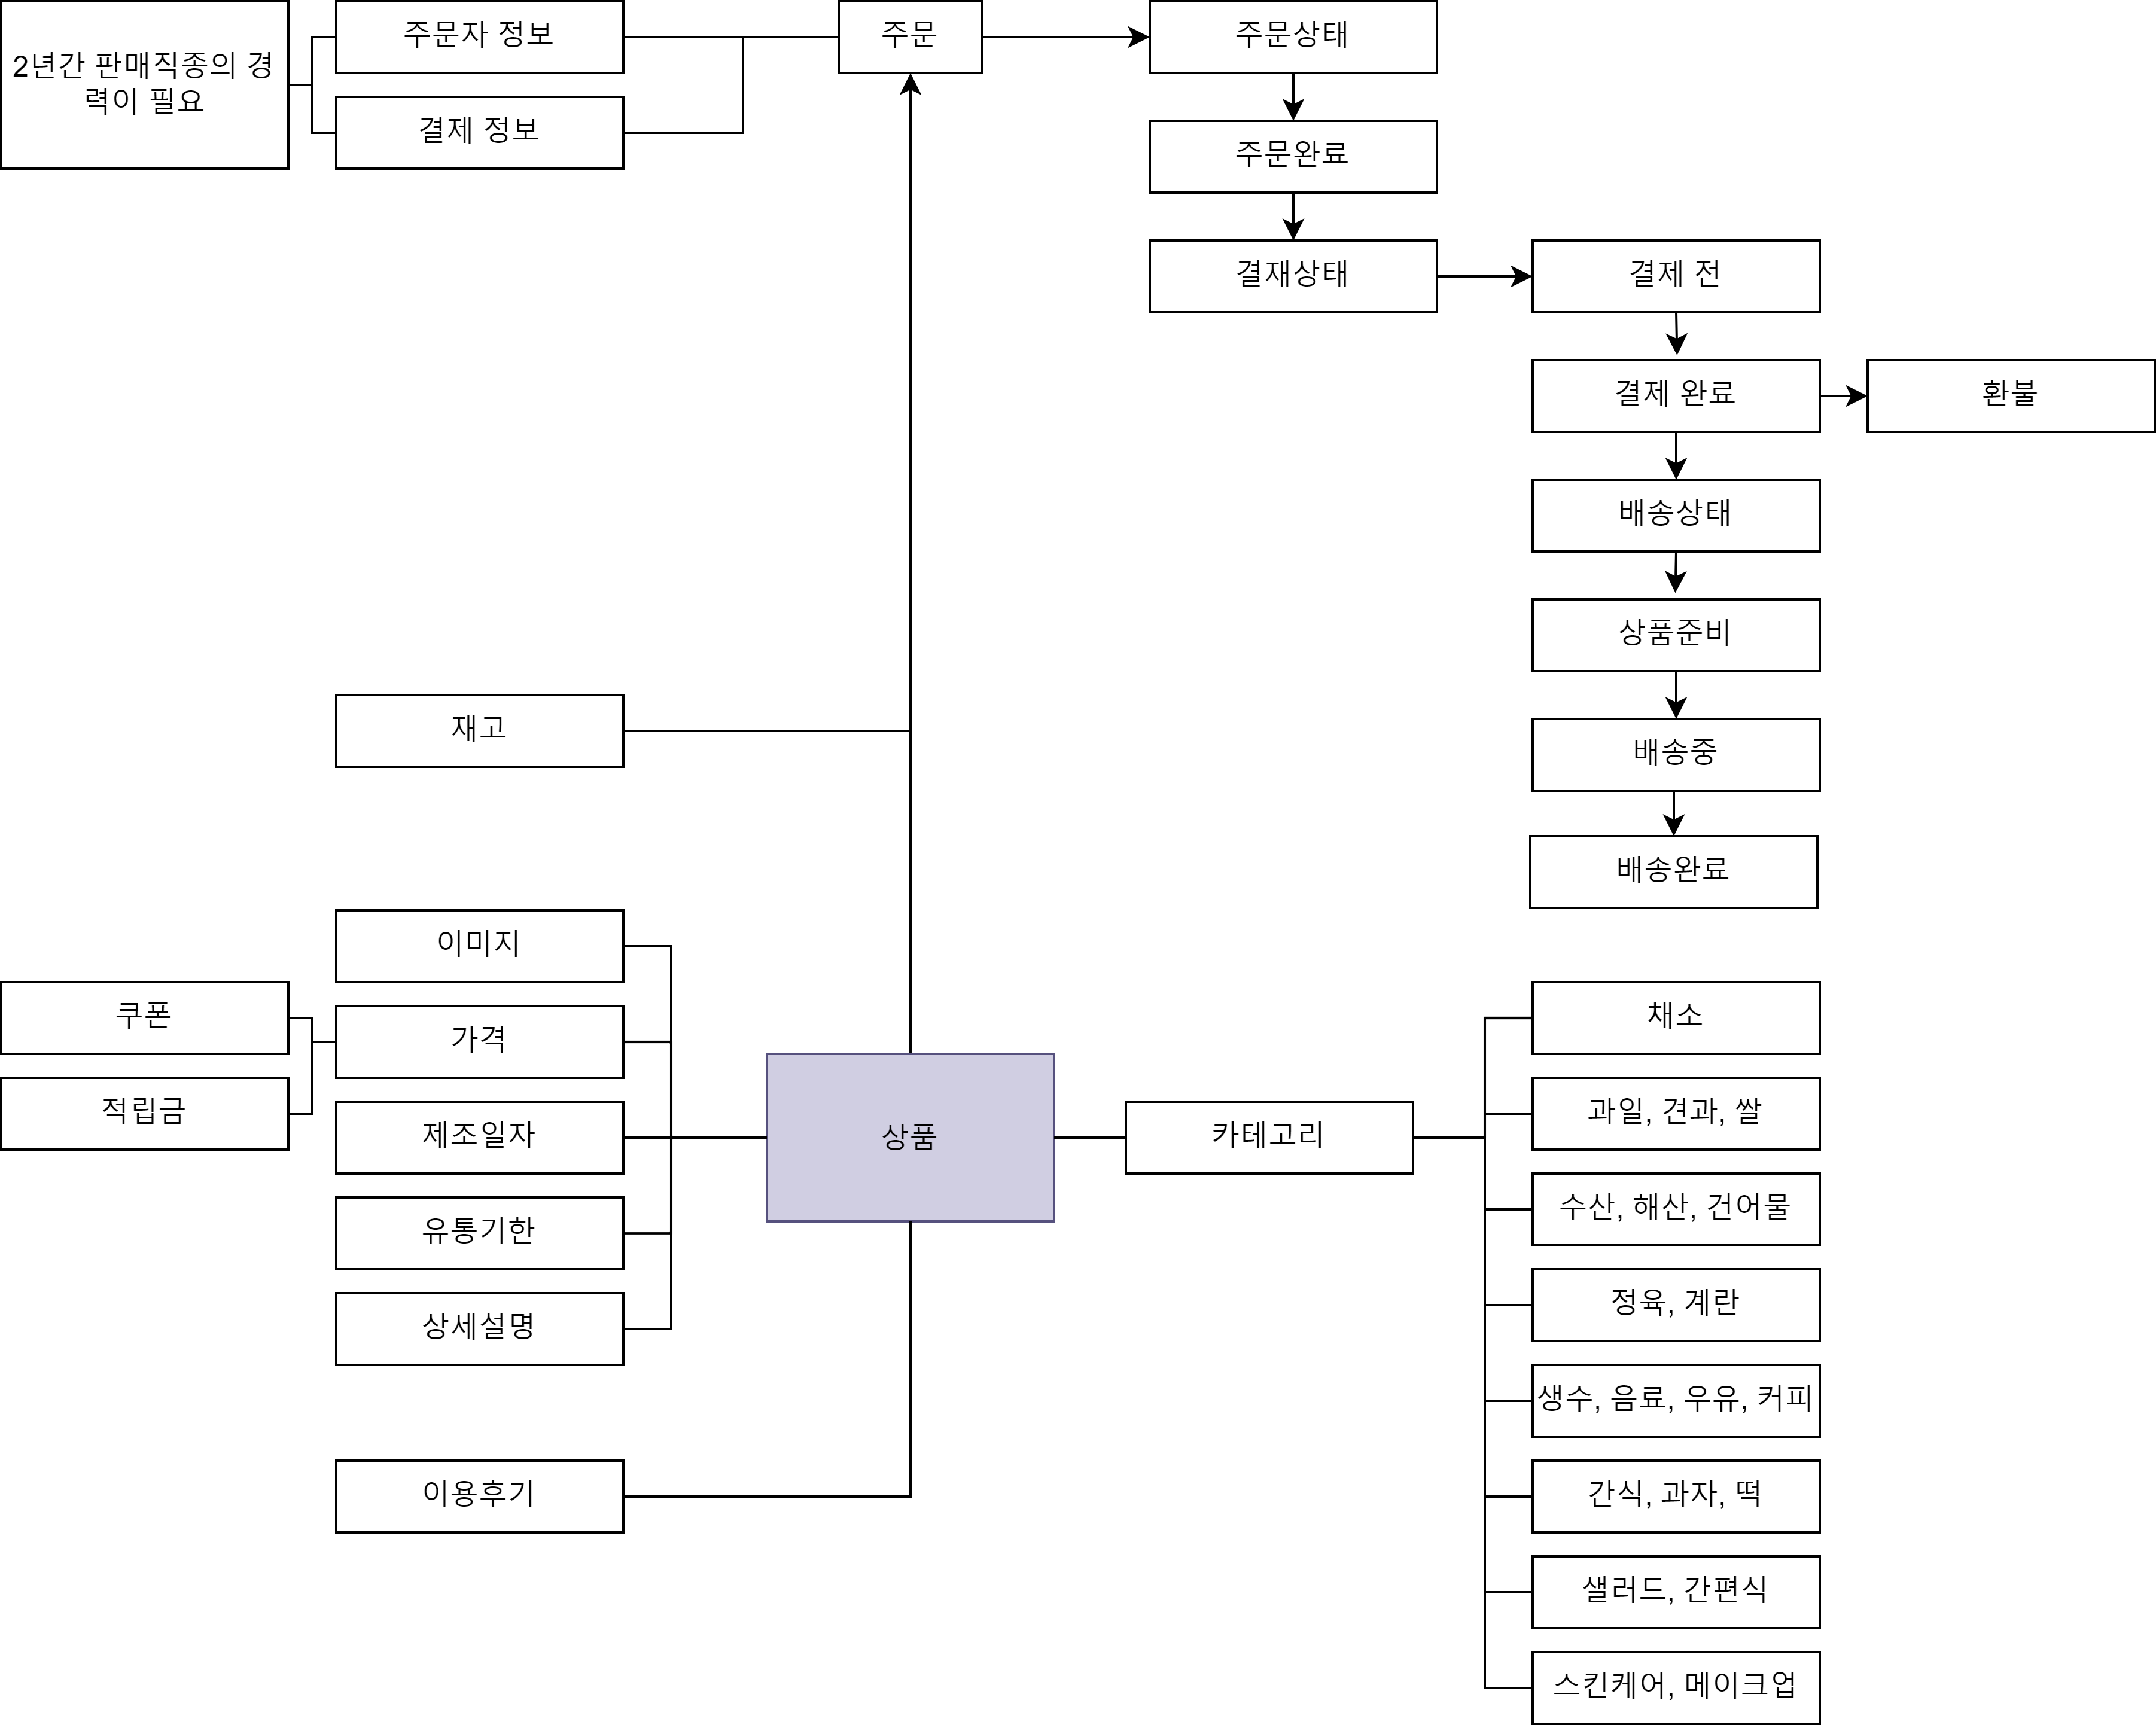 2년간 판매직종의 경
력이 필요
주문자 정보
결제 정보
주문
주문상태
주문완료
결재상태
결제 전
결제 완료
환불
배송상태
상품준비
배송중
배송완료
재고
이미지
가격
제조일자
유통기한
상세설명
쿠폰
적립금
상품
카테고리
이용후기
채소
과일, 견과, 쌀
수산, 해산, 건어물
정육, 계란
생수, 음료, 우유, 커피
간식, 과자, 떡
샐러드, 간편식
스킨케어, 메이크업